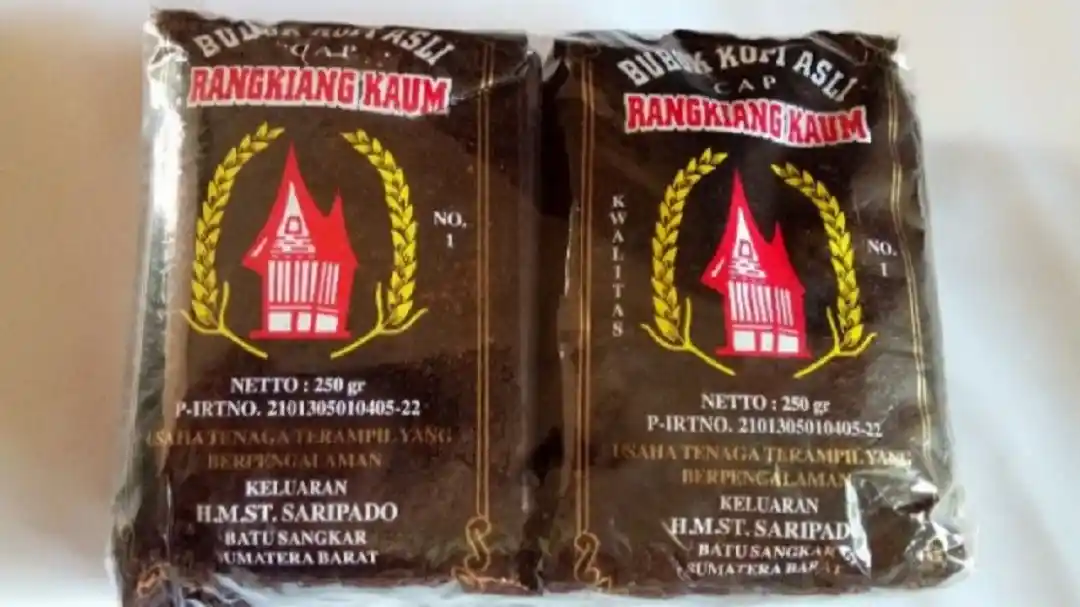 BUBUK KOPI ASLI
CAP
RANGKIANG KAUM
NO.
1
NETTO : 250 gr
P-IRTNO. 2101305010405-22
USAHA TENAGA TERAMPIL YANG
BERPENGALAMAN
KELUARAN
H.M.ST. SARIPADO
BATU SANGKAR
SUMATERA BARAT
BUBUK KOPI ASLI
CAP
RANGKIANG KAUM
KWALITAS
NO.
1
NETTO : 250 gr
P-IRTNO. 2101305010405-22
USAHA TENAGA TERAMPIL YANG
BERPENGALAMAN
KELUARAN
H.M.ST. SARIPADO
BATU SANGKAR
SUMATERA BARAT